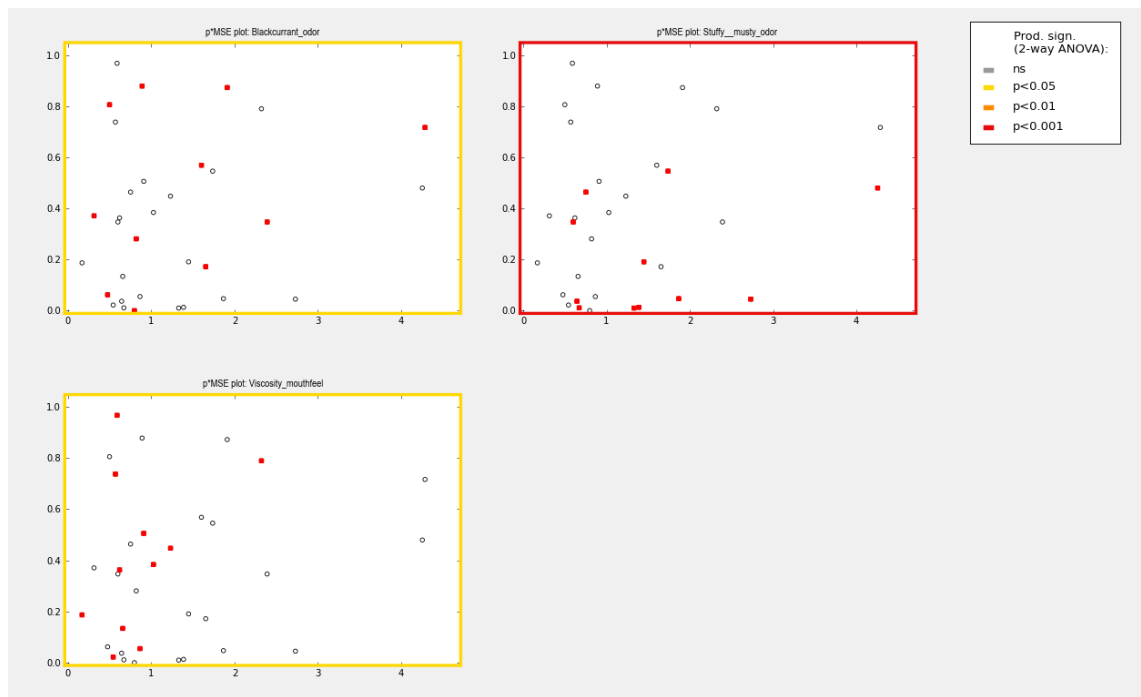 p*MSE plot: Blackcurrant_odor
1.0
0.8
0.6
0.4
0.2
0.0
0 1 2 3 4
p*MSE plot: Stuffy__musty_odor
1.0
0.8
0.6
0.4
0.2
0.0
0 1 2 3 4
Prod. sign.
(2-way ANOVA):
ns
p<0.05
p<0.01
p<0.001
p*MSE plot: Viscosity_mouthfeel
1.0
0.8
0.6
0.4
0.2
0.0
0 1 2 3 4